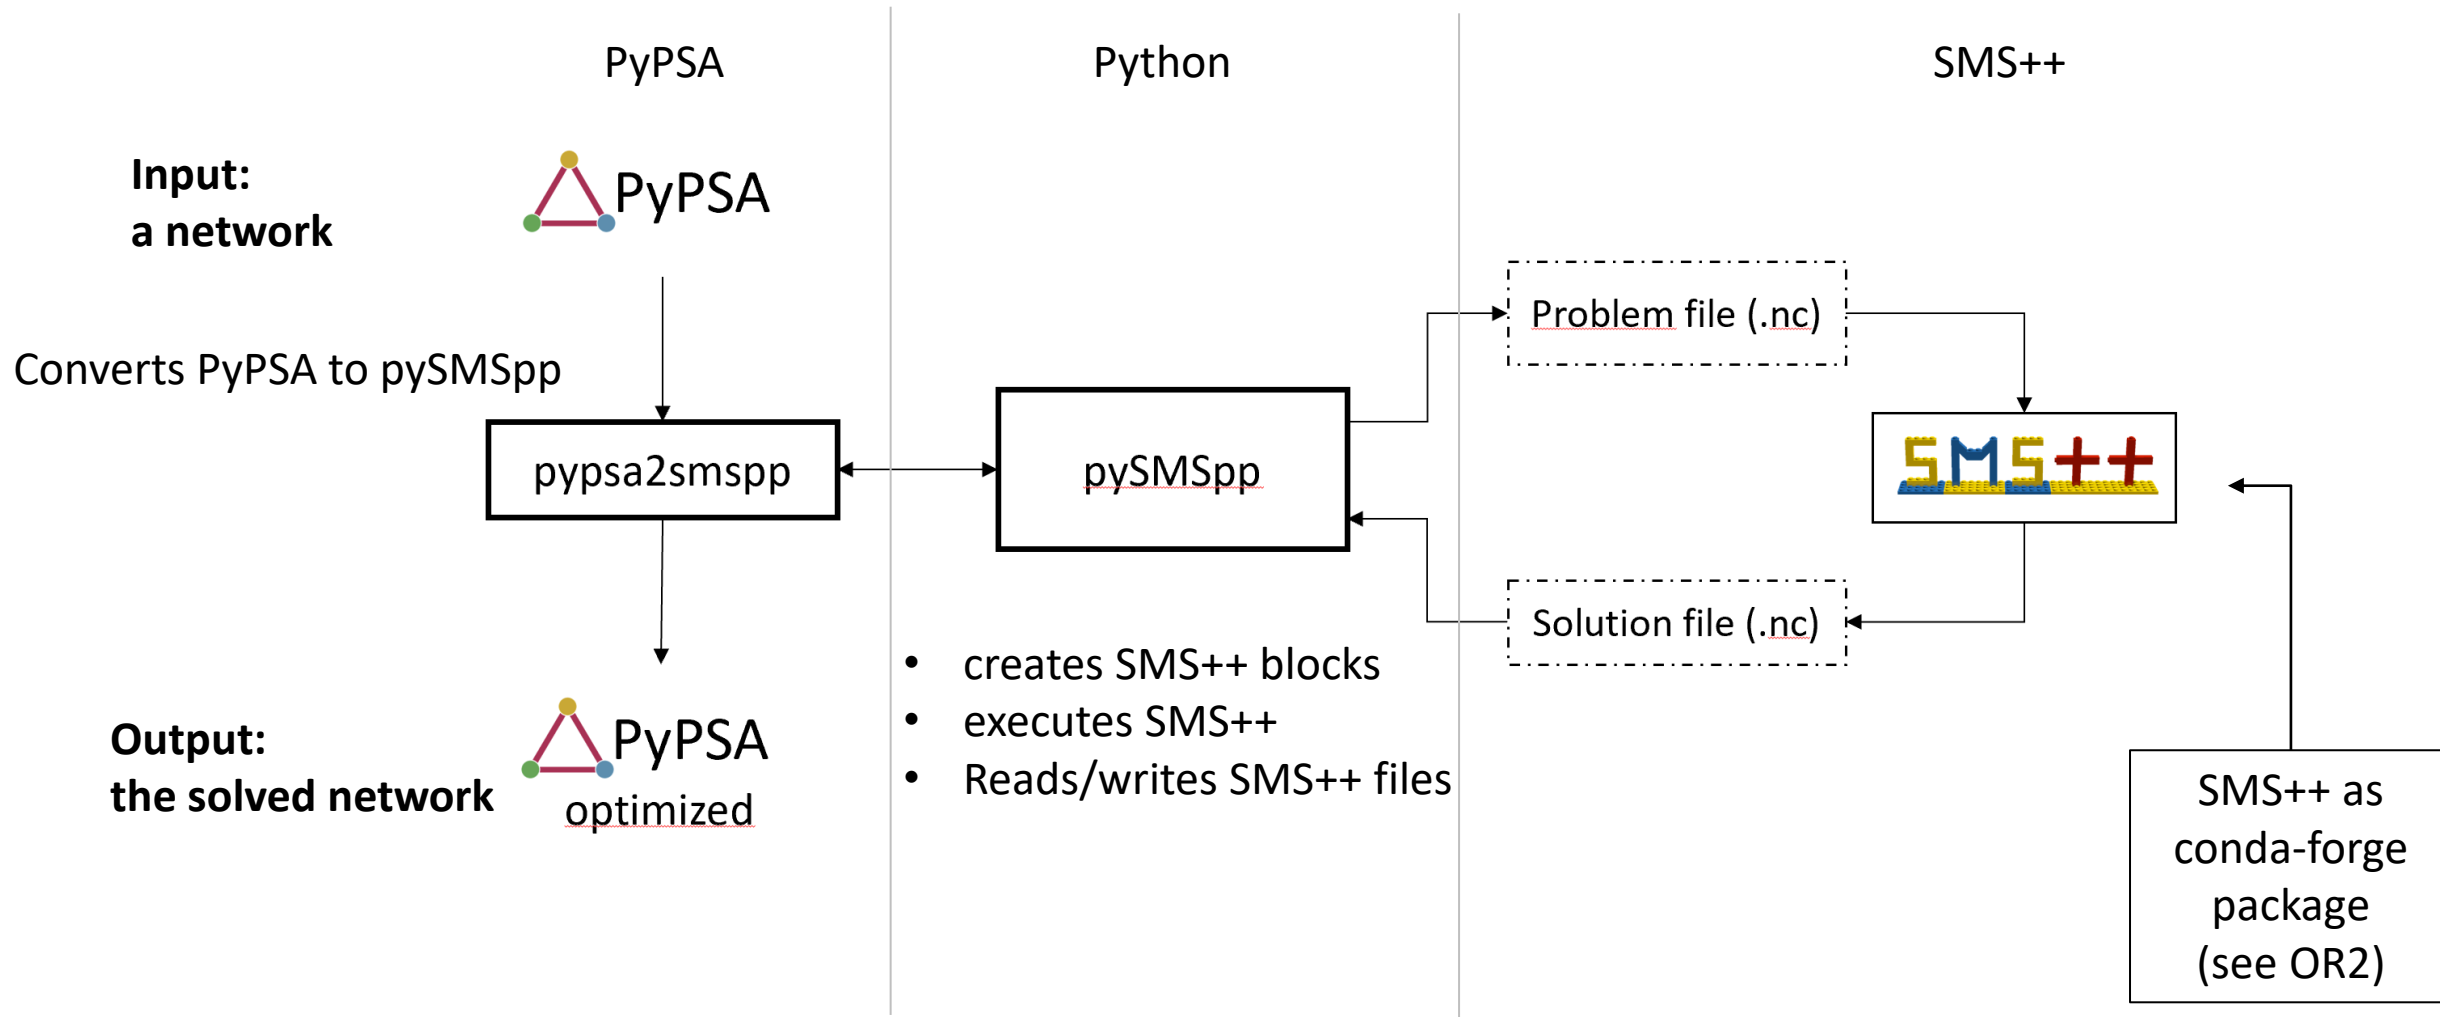 PyPSA
Python
SMS++
Input:
a network
PyPSA
Converts PyPSA to pySMSpp
pypsa2smspp
pySMSpp
Problem file (.nc)
SMS++
Solution file (.nc)
• creates SMS++ blocks
• executes SMS++
• Reads/writes SMS++ files
Output:
the solved network
PyPSA
optimized
SMS++ as
conda-forge
package
(see OR2)